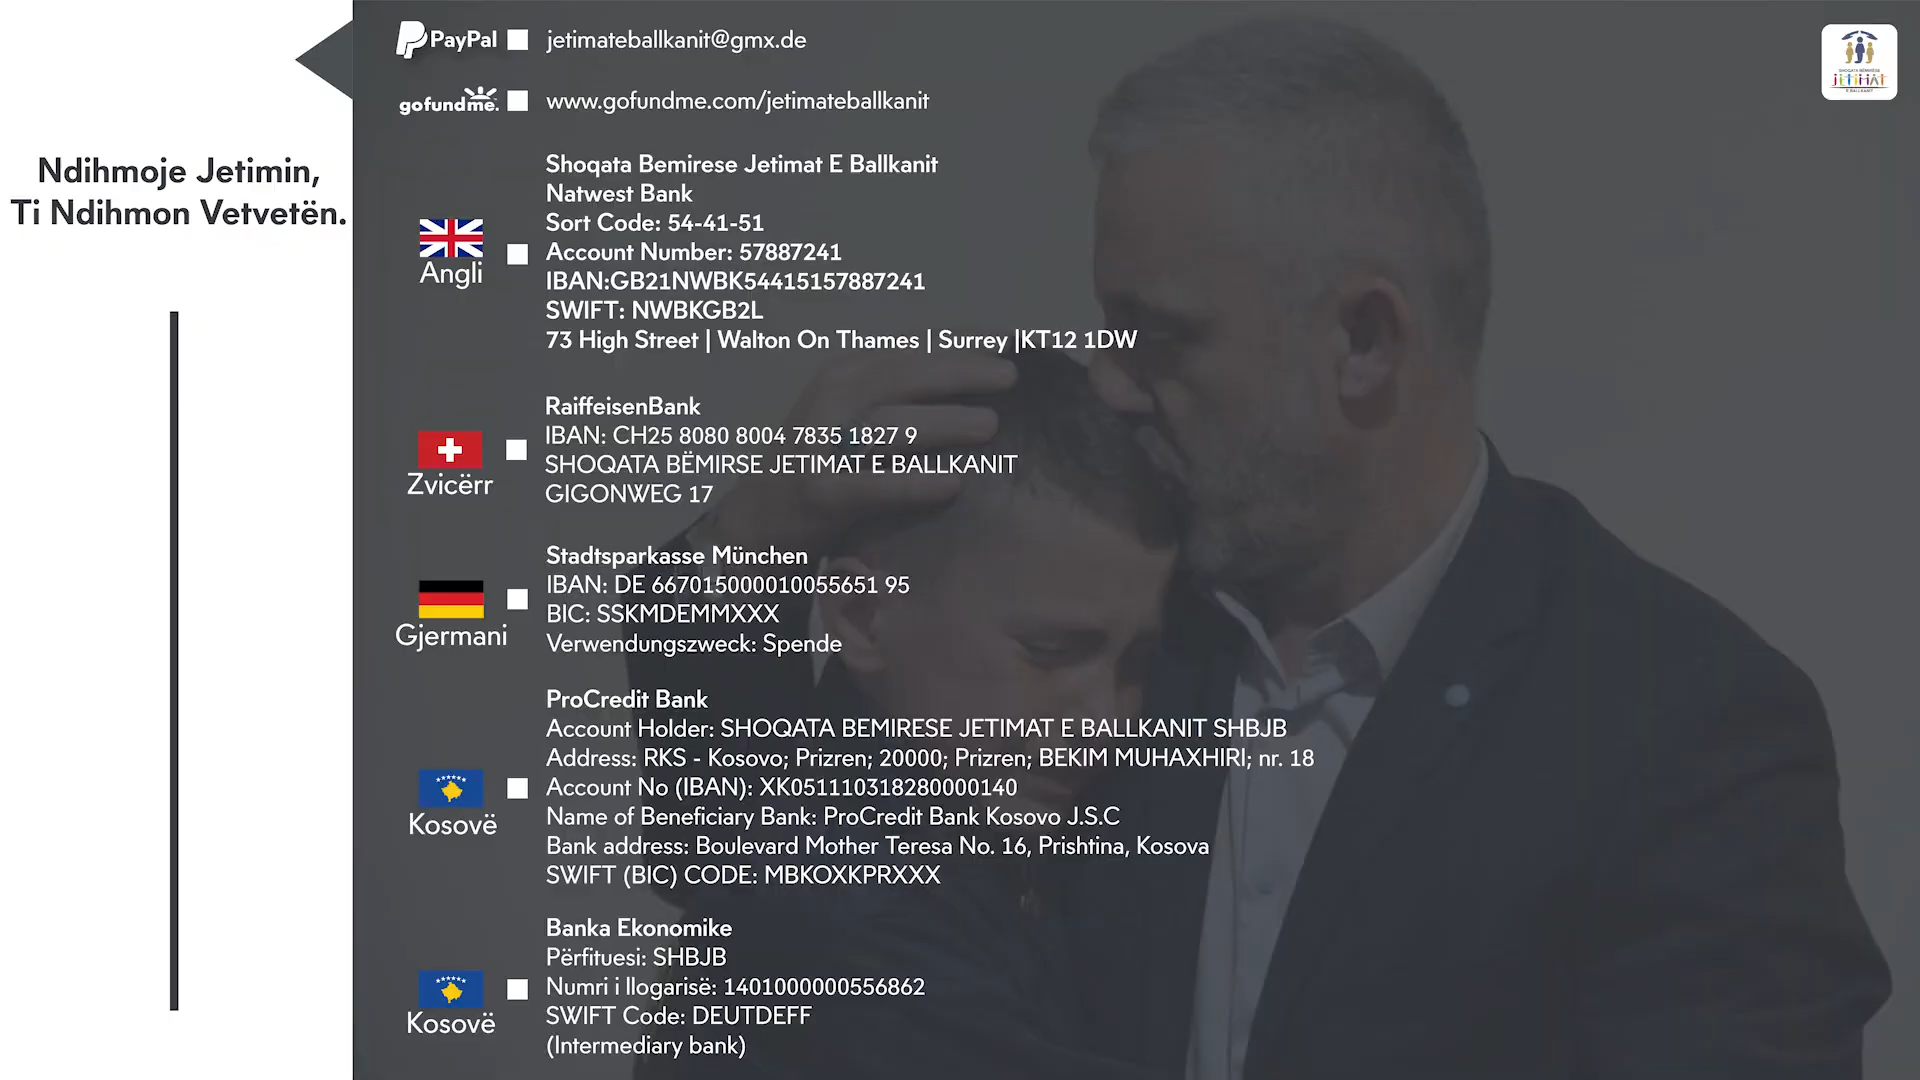 Ndihmoje Jetimin,
Ti Ndihmon Vetvetën.
PayPal
jetimateballkanit@gmx.de
gofundme.
www.gofundme.com/jetimateballkanit
Angli
Shoqata Bemirese Jetimat E Ballkanit
Natwest Bank
Sort Code: 54-41-51
Account Number: 57887241
IBAN:GB21NWBK54415157887241
SWIFT: NWBKGB2L
73 High Street | Walton On Thames | Surrey |KT12 1DW
Zvicërr
RaiffeisenBank
IBAN: CH25 8080 8004 7835 1827 9
SHOQATA BËMIRSE JETIMAT E BALLKANIT
GIGONWEG 17
Gjermani
Stadtsparkasse München
IBAN: DE 667015000010055651 95
BIC: SSKMDEMMXXX
Verwendungszweck: Spende
Kosovë
ProCredit Bank
Account Holder: SHOQATA BEMIRESE JETIMAT E BALLKANIT SHBJB
Address: RKS - Kosovo; Prizren; 20000; Prizren; BEKIM MUHAXHIRI; nr. 18
Account No (IBAN): XK051110318280000140
Name of Beneficiary Bank: ProCredit Bank Kosovo J.S.C
Bank address: Boulevard Mother Teresa No. 16, Prishtina, Kosova
SWIFT (BIC) CODE: MBKOXKPRXXX
Kosovë
Banka Ekonomike
Përfituesi: SHBJB
Numri i llogarisë: 1401000000556862
SWIFT Code: DEUTDEFF
(Intermediary bank)
SHOQATA BËMIRËSE
JETIMAT
E BALLKANIT